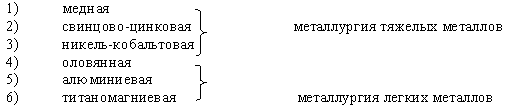 1) медная
2) свинцово-цинковая металлургия тяжелых металлов
3) никель-кобальтовая
4) оловянная
5) алюминиевая
6) титаномагниевая металлургия легких металлов